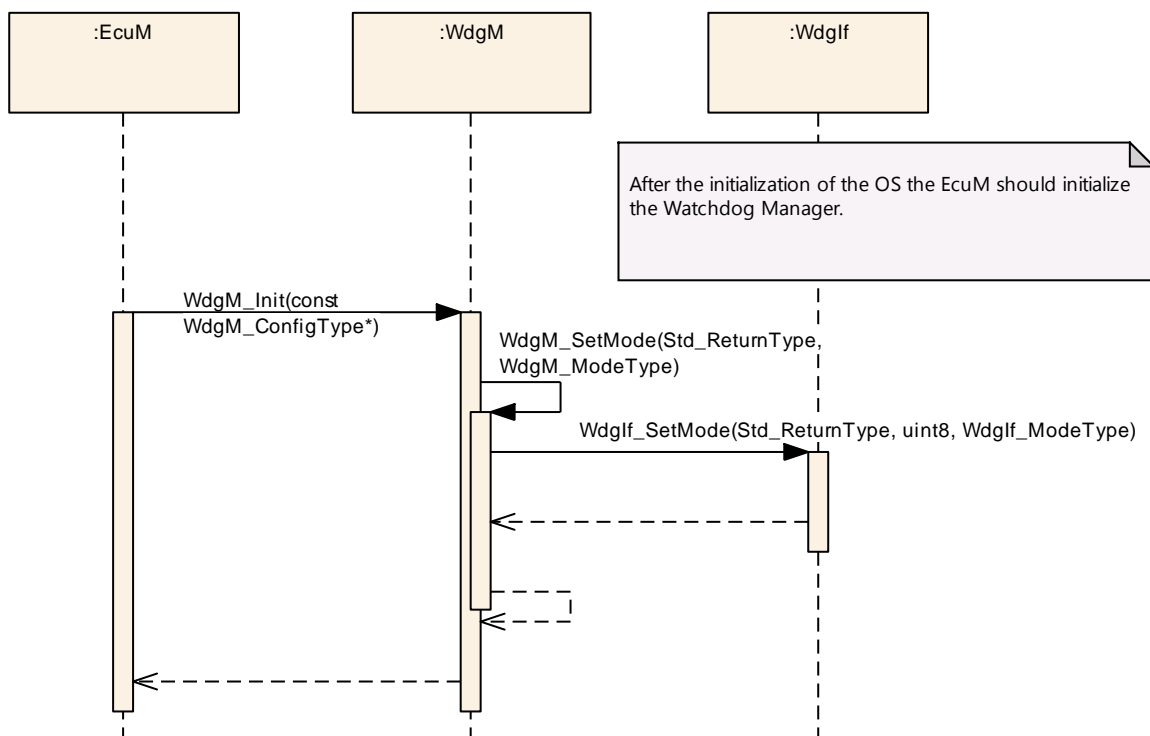 :EcuM
:WdgM
:WdgIf
After the initialization of the OS the EcuM should initialize
the Watchdog Manager.
WdgM_Init(const
WdgM_ConfigType*)
WdgM_SetMode(Std_ReturnType,
WdgM_ModeType)
WdgIf_SetMode(Std_ReturnType, uint8, WdgIf_ModeType)